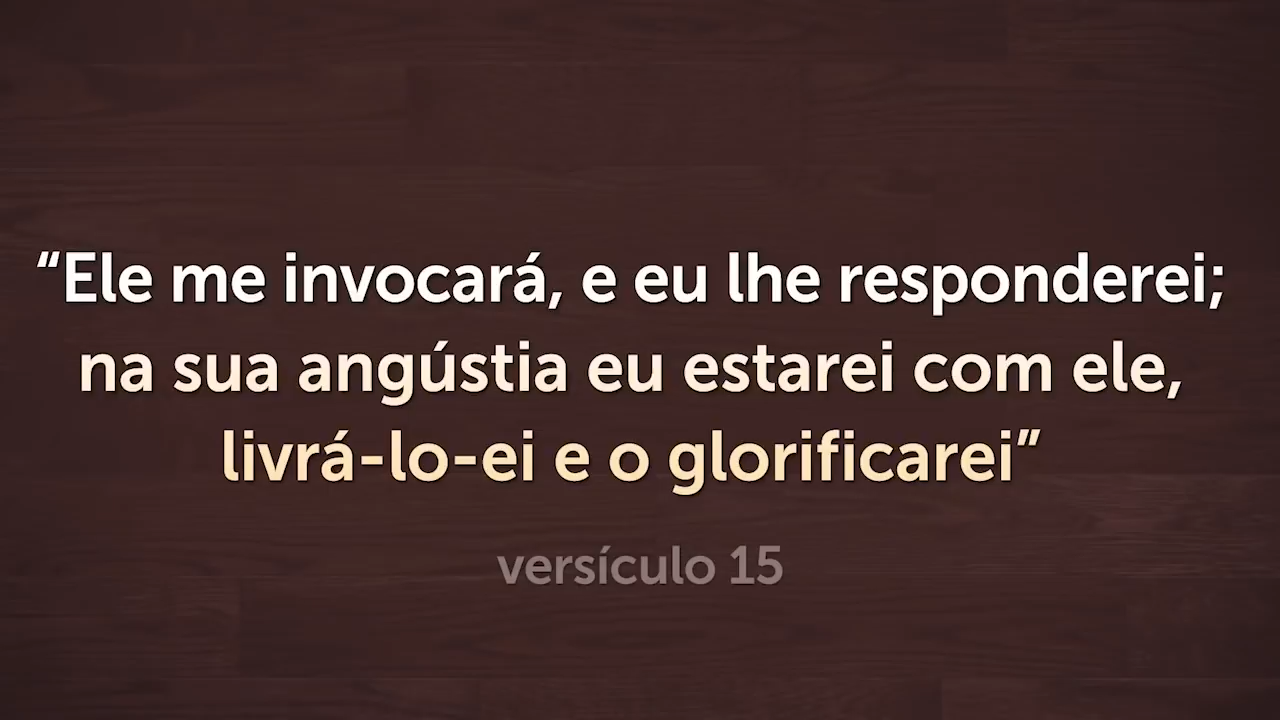 “Ele me invocará, e eu lhe responderei;
na sua angústia eu estarei com ele,
livrá-lo-ei e o glorificarei”
versículo 15